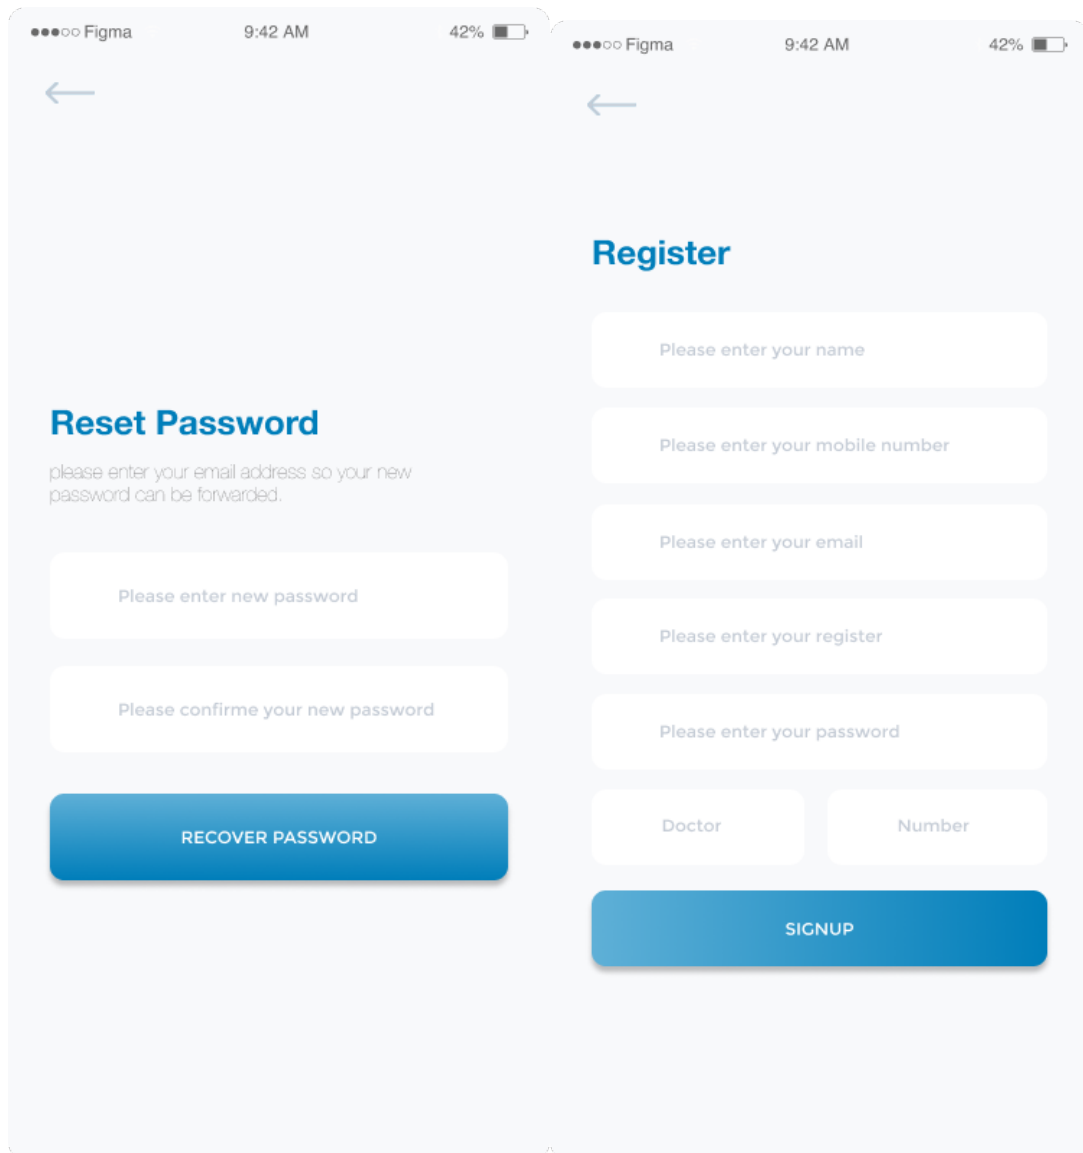 Figma 9:42 AM 42%
Reset Password
please enter your email address so your new
password can be forwarded.
Please enter new password
Please confirme your new password
RECOVER PASSWORD
Figma 9:42 AM 42%
Register
Please enter your name
Please enter your mobile number
Please enter your email
Please enter your register
Please enter your password
Doctor Number
SIGNUP